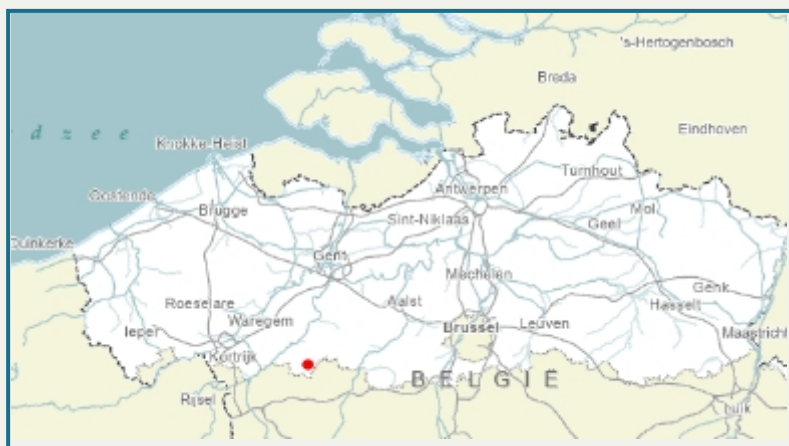 's-Hertogenbosch
Breda
d z e e
Eindhoven
Knokke-Heist
Turnhout
Antwerpen
Oostende
Mol
Brugge
Sint-Niklaas
Geel
Duinkerke
Gent
Mechelen
Genk
Roeselare
Aalst
Hasselt
Waregem
Ieper
Brussel
Leuven
Maastricht
Kortrijk
BELGIË
Rijsel
Luik